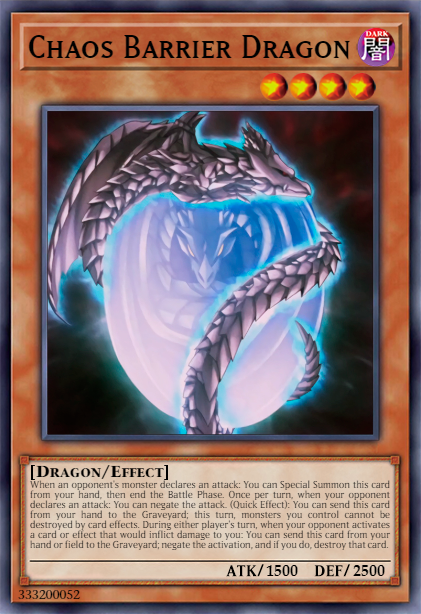 CHAOS BARRIER DRAGON
DARK
闇
[DRAGON/EFFECT]
When an opponent's monster declares an attack: You can Special Summon this card
from your hand, then end the Battle Phase. Once per turn, when your opponent
declares an attack: You can negate the attack. (Quick Effect): You can send this card
from your hand to the Graveyard; this turn, monsters you control cannot be
destroyed by card effects. During either player's turn, when your opponent activates
a card or effect that would inflict damage to you: You can send this card from your
hand or field to the Graveyard; negate the activation, and if you do, destroy that card.
ATK/1500 DEF/2500
333200052